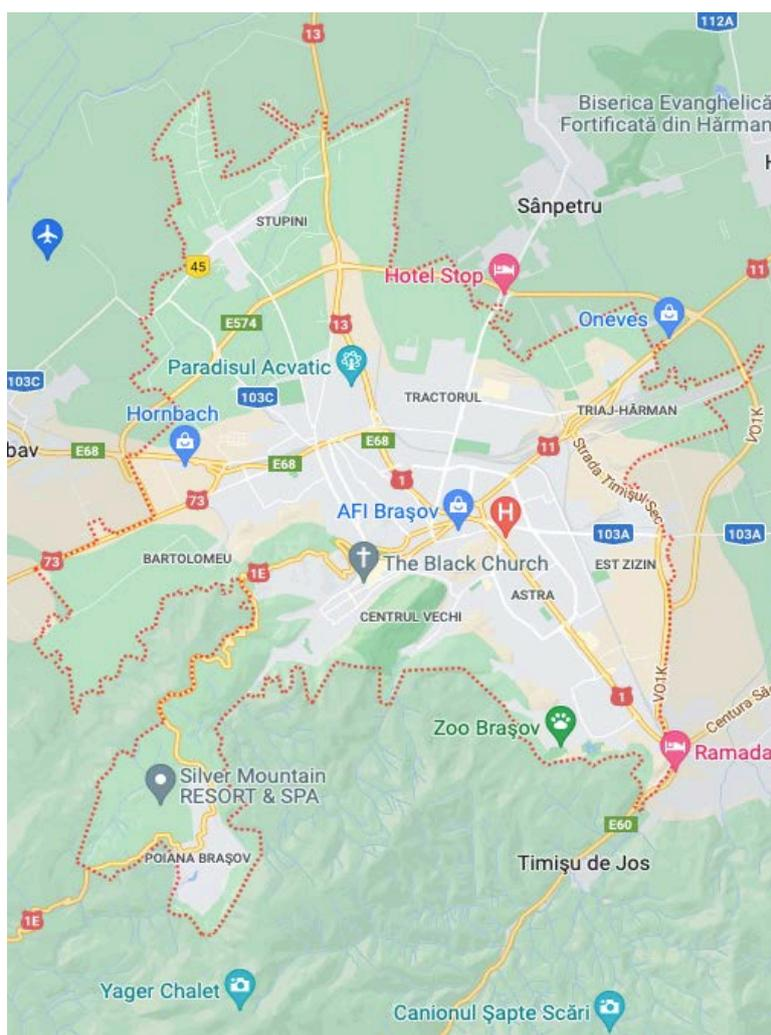 13
112A
Biserica Evanghelică
Fortificată din Hărman
H
Sânpetru
STUPINI
45
Hotel Stop
11
E574
13
Oneves
Paradisul Acvatic
103C
103C
TRACTORUL
TRIAJ-HĂRMAN
Hornbach
VO1K
bav
E68
E68
E68
11
Strada Timișul Sec
1
73
AFI Brașov
H
103A
103A
73
BARTOLOMEU
The Black Church
EST ZIZIN
1E
ASTRA
CENTRUL VECHI
VO1K
1
Centura Să
Zoo Brașov
Ramada
Silver Mountain
RESORT & SPA
E60
POIANA BRAȘOV
Timișu de Jos
1E
Yager Chalet
Canionul Șapte Scări